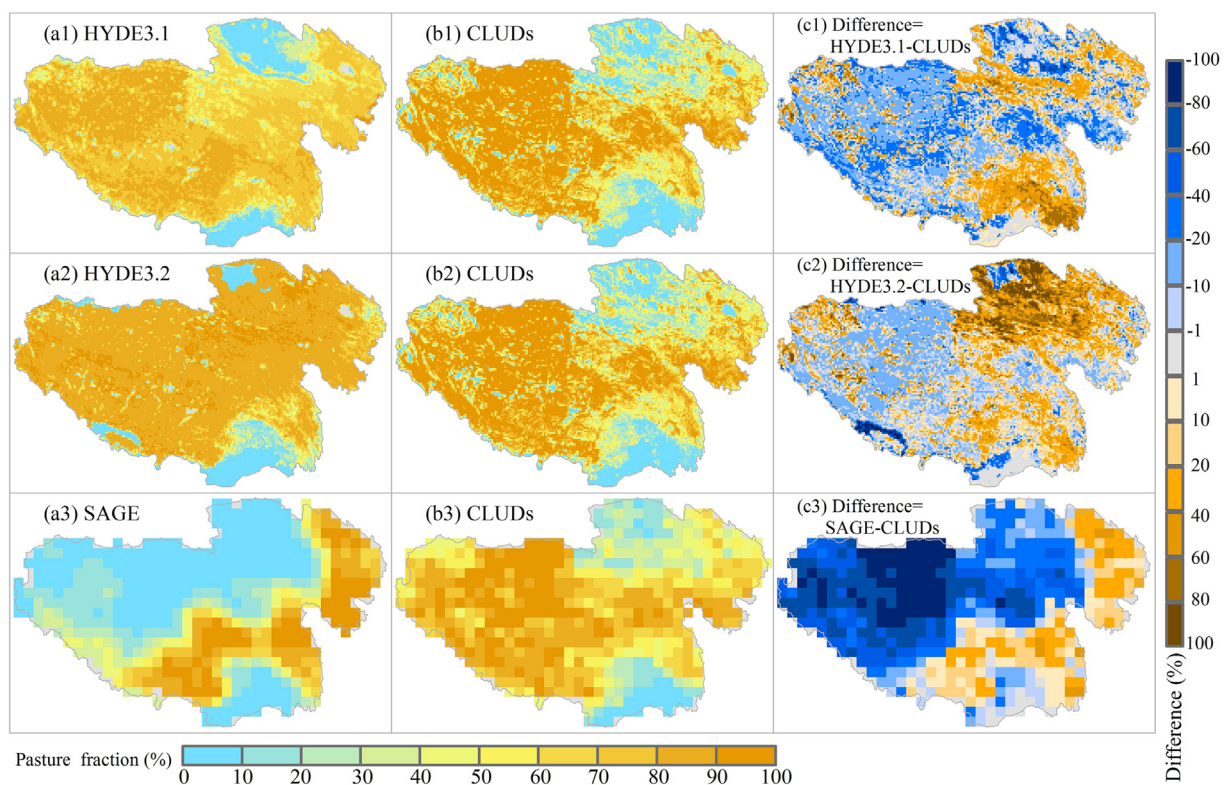 (a1) HYDE3.1
(b1) CLUDs
(c1) Difference=
HYDE3.1-CLUDs
(a2) HYDE3.2
(b2) CLUDs
(c2) Difference=
HYDE3.2-CLUDs
(a3) SAGE
(b3) CLUDs
(c3) Difference=
SAGE-CLUDs
-100
-80
-60
-40
-20
-10
-1
1
10
20
40
60
80
100
Difference (%)
Pasture fraction (%)
0 10 20 30 40 50 60 70 80 90 100